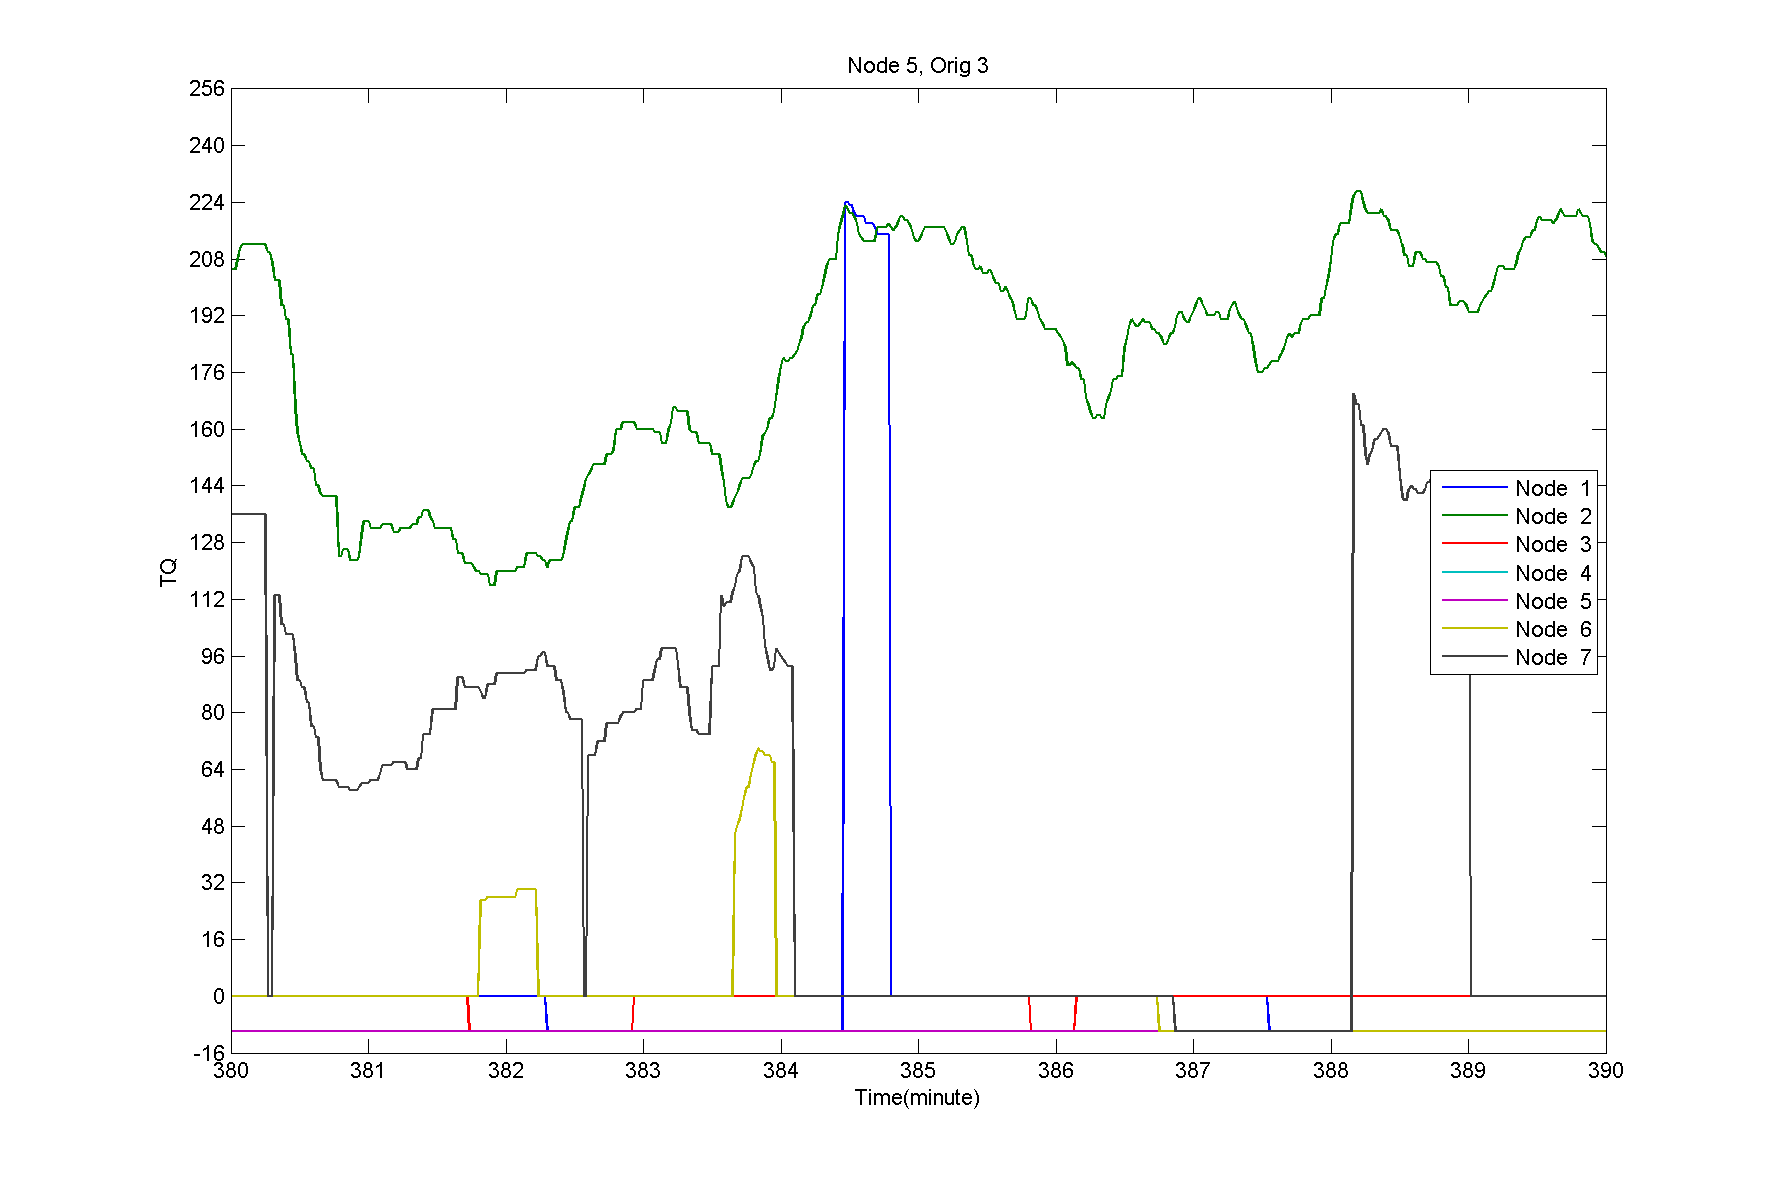 Node 5, Orig 3
256
240
224
208
192
176
160
144
128
112
96
80
64
48
32
16
0
-16
TQ
Node 1
Node 2
Node 3
Node 4
Node 5
Node 6
Node 7
380 381 382 383 384 385 386 387 388 389 390
Time(minute)